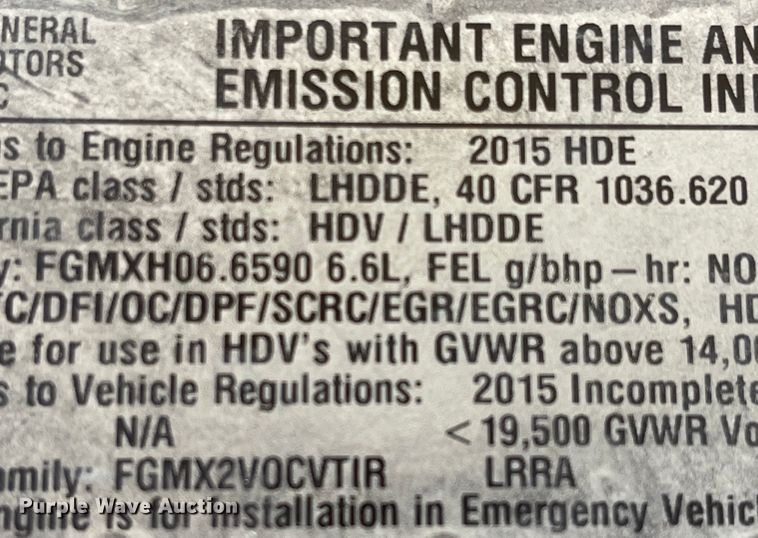 NERAL
OTORS
C
IMPORTANT ENGINE AN
EMISSION CONTROL IN
s to Engine Regulations: 2015 HDE
EPA class / stds: LHDDE, 40 CFR 1036.620
rnia class / stds: HDV / LHDDE
y: FGMXH06.6590 6.6L, FEL g/bhp – hr: NO
C/DFI/OC/DPF/SCRC/EGR/EGRC/NOXS, HD
e for use in HDV's with GVWR above 14,00
s to Vehicle Regulations: 2015 Incomplete
N/A < 19,500 GVWR Vo
mily: FGMX2VOCVTIR LRRA
ngine is for installation in Emergency Vehic
Purple Wave Auction